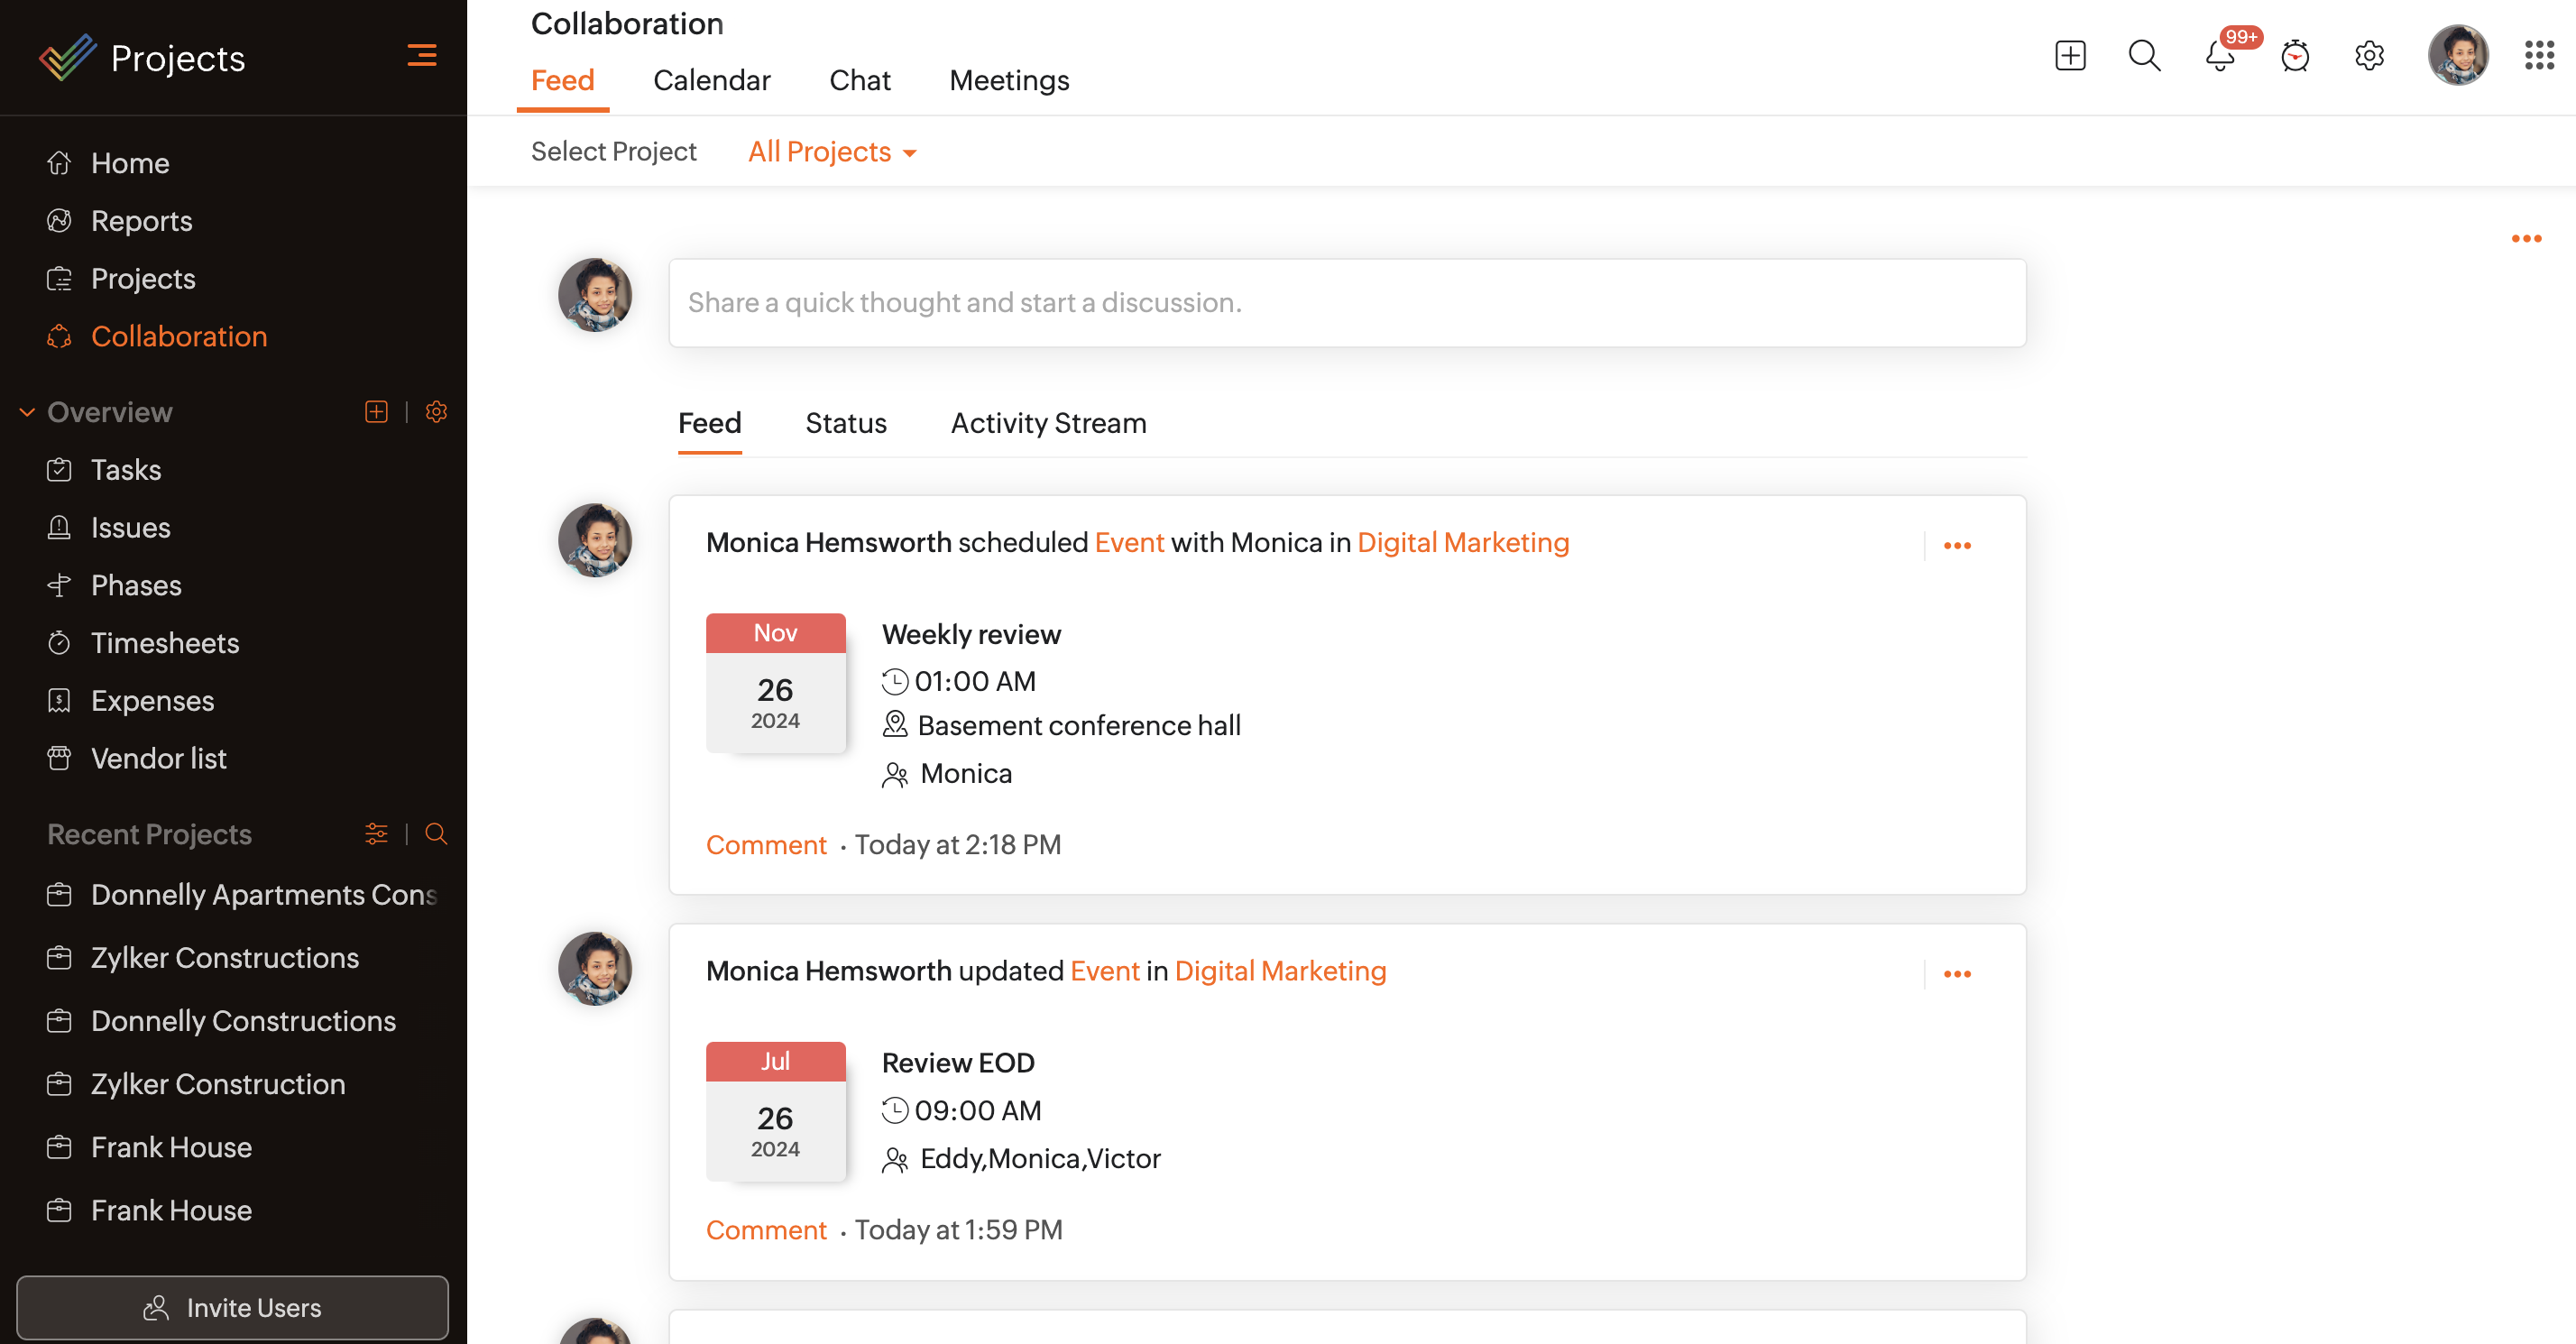 Projects
Home
Reports
Projects
Collaboration
Overview
Tasks
Issues
Phases
Timesheets
Expenses
Vendor list
Recent Projects
Donnelly Apartments Cons
Zylker Constructions
Donnelly Constructions
Zylker Construction
Frank House
Frank House
Invite Users
Collaboration
Feed Calendar Chat Meetings
99+
Select Project All Projects
Share a quick thought and start a discussion.
Feed Status Activity Stream
Monica Hemsworth scheduled Event with Monica in Digital Marketing
Nov
26
2024
Weekly review
01:00 AM
Basement conference hall
Monica
Comment · Today at 2:18 PM
Monica Hemsworth updated Event in Digital Marketing
Jul
26
2024
Review EOD
09:00 AM
Eddy,Monica,Victor
Comment · Today at 1:59 PM